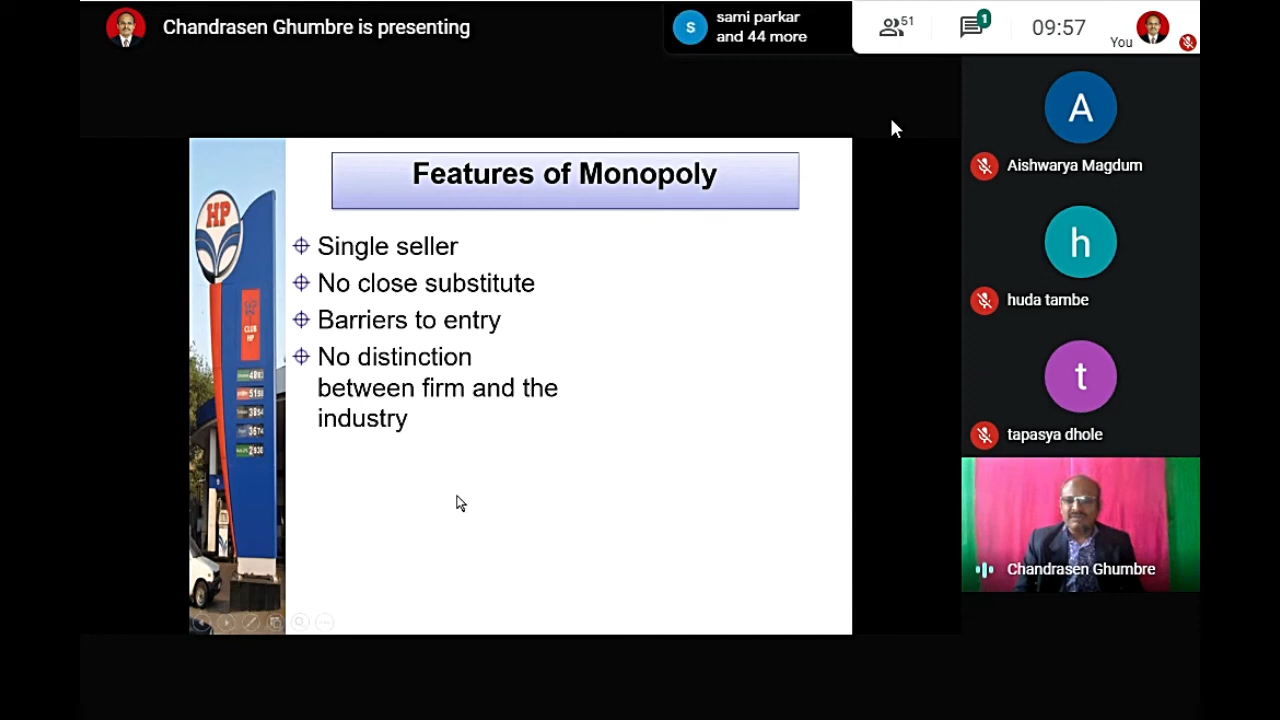 Chandrasen Ghumbre is presenting
s
sami parkar
and 44 more
51
1
09:57
You
Features of Monopoly
Single seller
No close substitute
Barriers to entry
No distinction
between firm and the
industry
HP
CLUB
HP
A
Aishwarya Magdum
h
huda tambe
t
tapasya dhole
Chandrasen Ghumbre